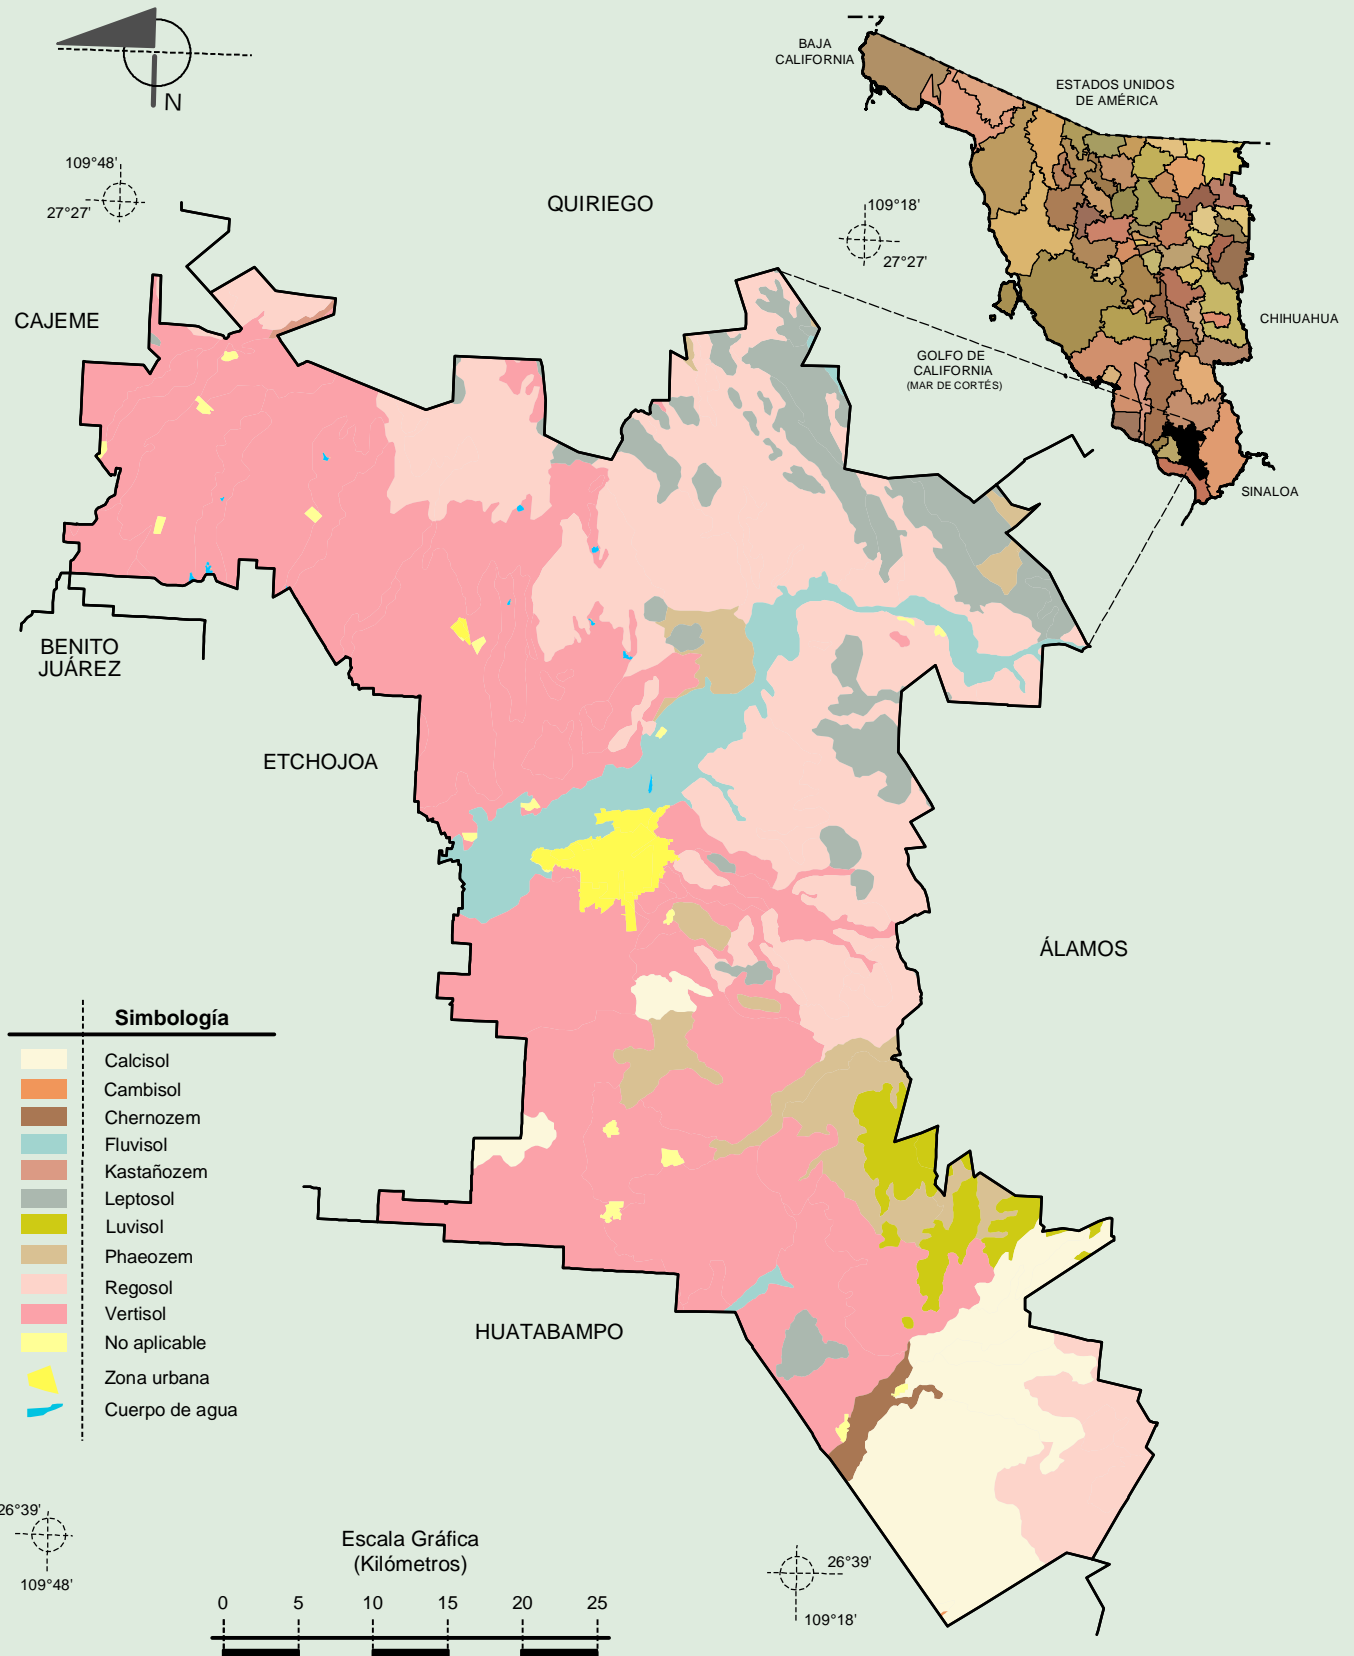 N
BAJA
CALIFORNIA
ESTADOS UNIDOS
DE AMÉRICA
109°48'
27°27'
QUIRIEGO
109°18'
27°27'
CAJEME
CHIHUAHUA
GOLFO DE
CALIFORNIA
(MAR DE CORTÉS)
SINALOA
BENITO
JUÁREZ
ETCHOJOA
ÁLAMOS
Simbología
Calcisol
Cambisol
Chernozem
Fluvisol
Kastañozem
Leptosol
Luvisol
Phaeozem
Regosol
Vertisol
No aplicable
Zona urbana
Cuerpo de agua
HUATABAMPO
26°39'
109°48'
Escala Gráfica
(Kilómetros)
0 5 10 15 20 25
26°39'
109°18'